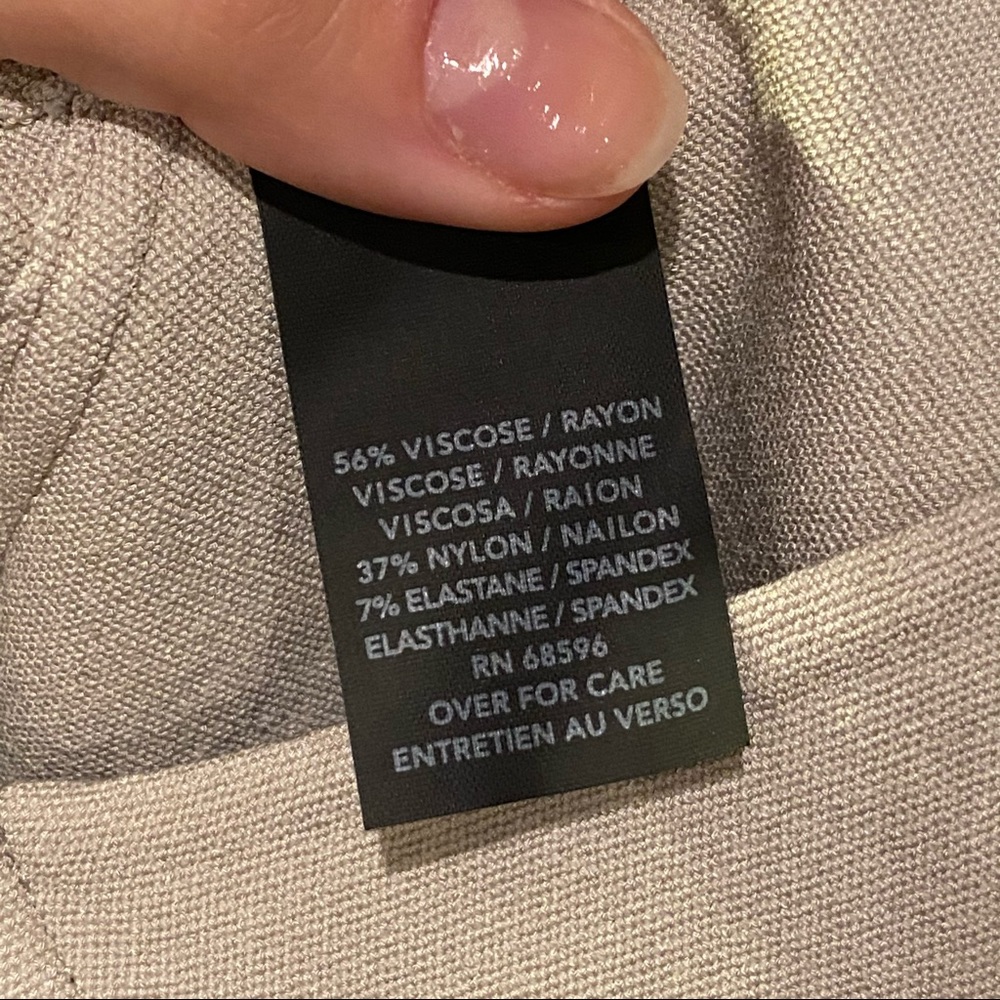 56% VISCOSE / RAYON
VISCOSE / RAYONNE
VISCOSA / RAION
37% NYLON / NAILON
7% ELASTANE / SPANDEX
ELASTHANNE / SPANDEX
RN 68596
OVER FOR CARE
ENTRETIEN AU VERSO